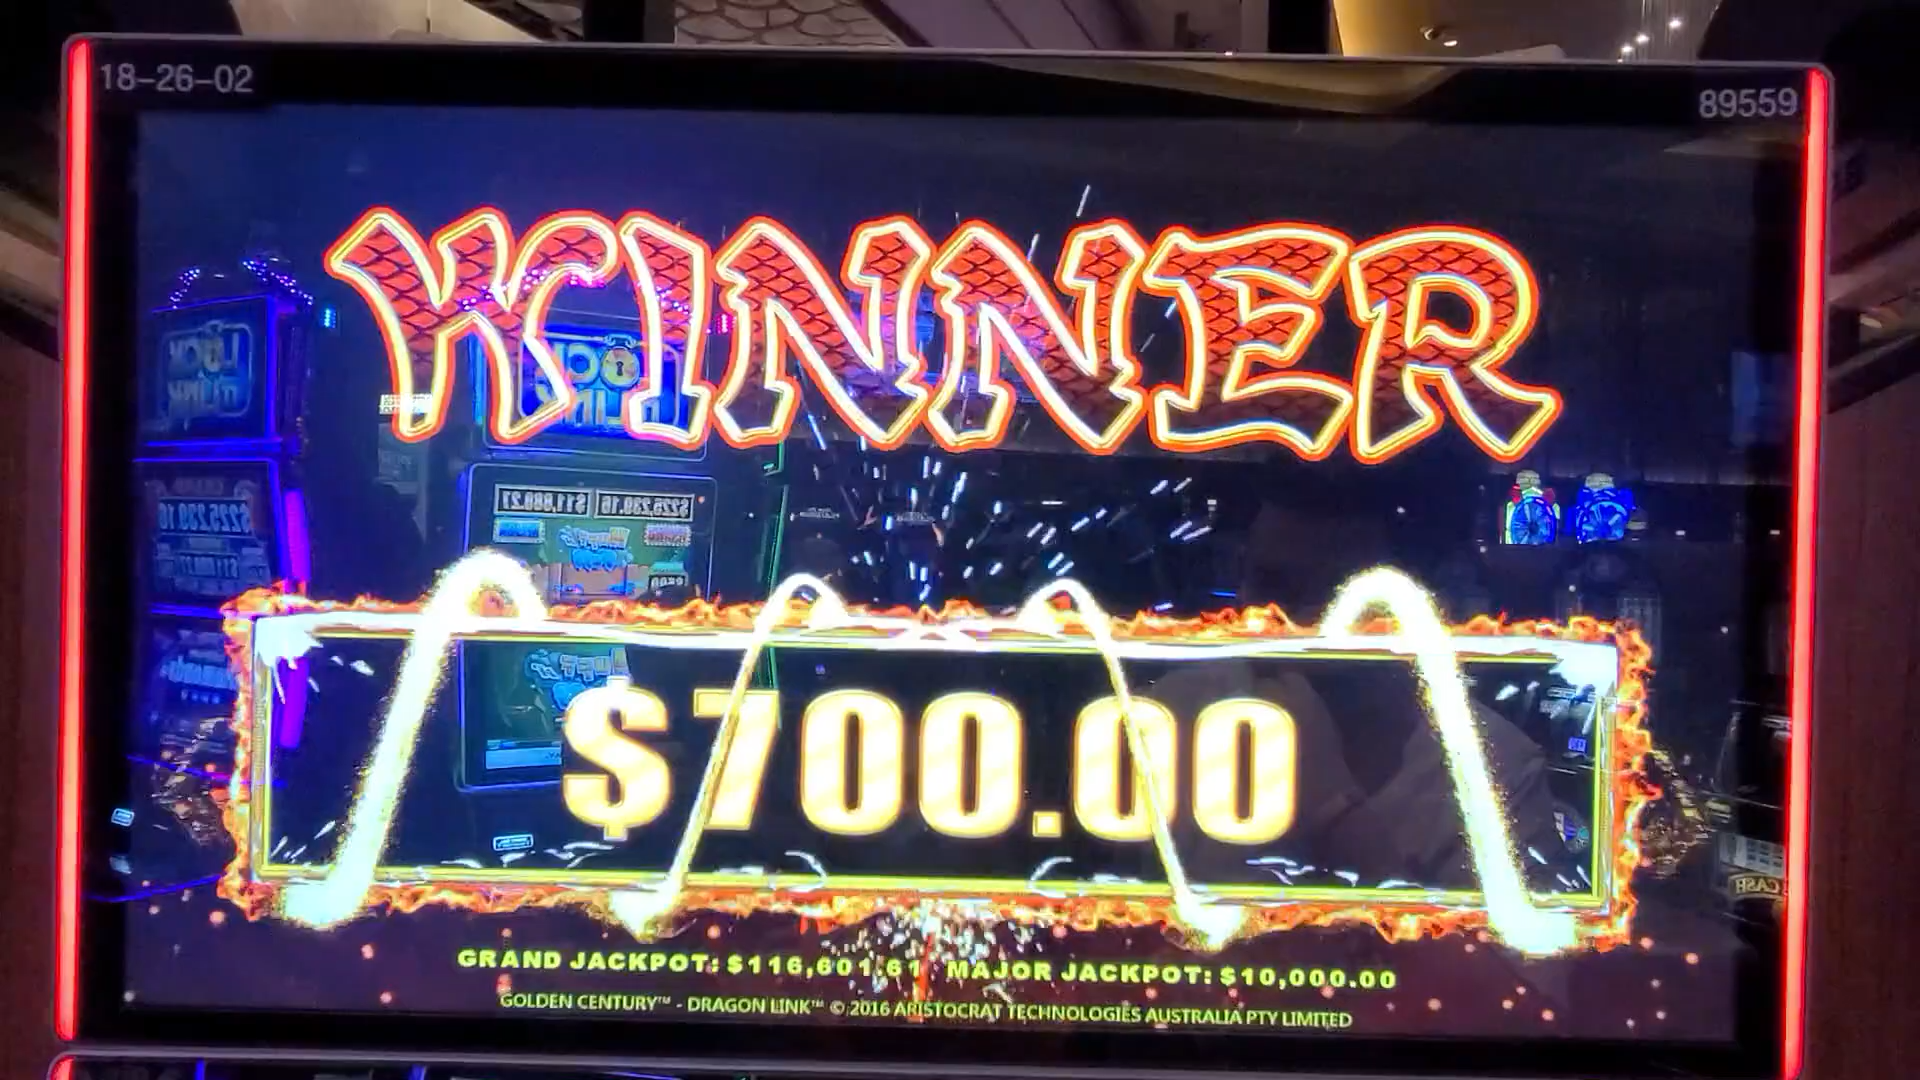 18-26-02
89559
WINNER
$700.00
GRAND JACKPOT: $116,601.61 MAJOR JACKPOT: $10,000.00
GOLDEN CENTURY™ - DRAGON LINK™ © 2016 ARISTOCRAT TECHNOLOGIES AUSTRALIA PTY LIMITED